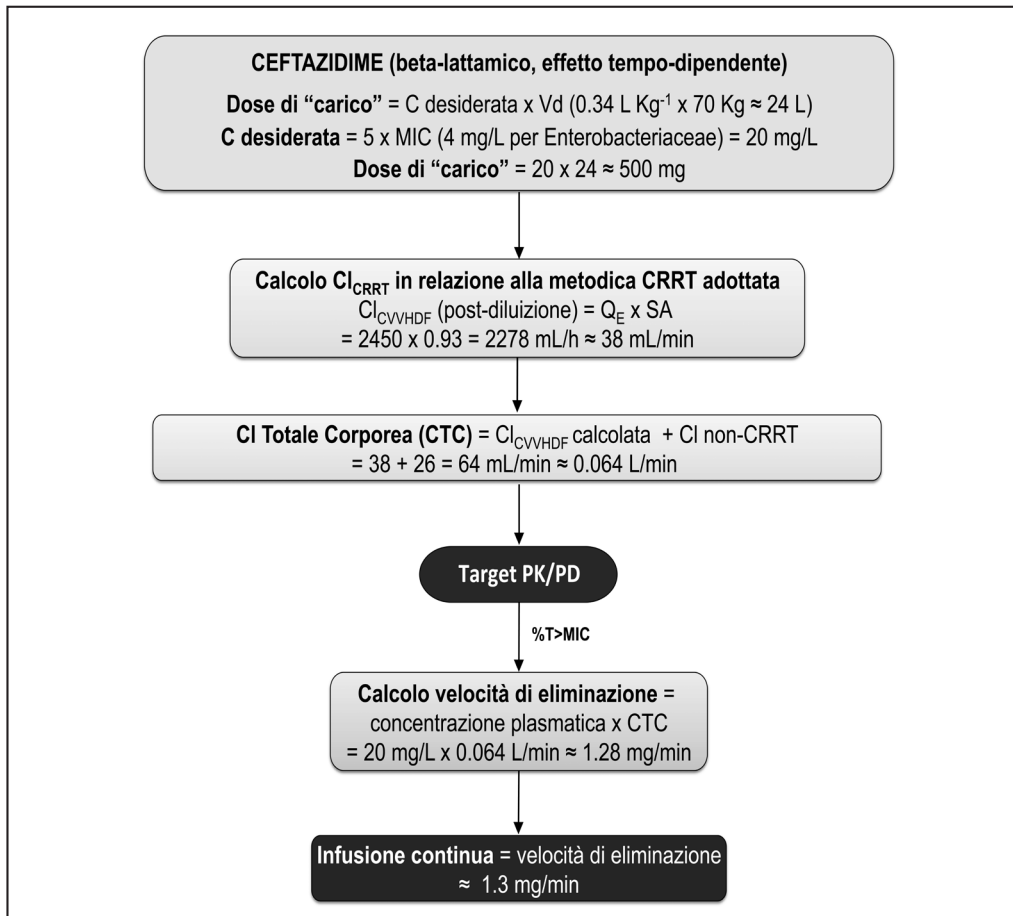 CEFTAZIDIME (beta-lattamico, effetto tempo-dipendente)
Dose di “carico” = C desiderata x Vd (0.34 L Kg⁻¹ x 70 Kg ≈ 24 L)
C desiderata = 5 x MIC (4 mg/L per Enterobacteriaceae) = 20 mg/L
Dose di “carico” = 20 x 24 ≈ 500 mg
Calcolo Cl_CRRT in relazione alla metodica CRRT adottata
Cl_CVVHDF (post-diluizione) = Q_E x SA
= 2450 x 0.93 = 2278 mL/h ≈ 38 mL/min
Cl Totale Corporea (CTC) = Cl_CVVHDF calcolata + Cl non-CRRT
= 38 + 26 = 64 mL/min ≈ 0.064 L/min
Target PK/PD
%T>MIC
Calcolo velocità di eliminazione =
concentrazione plasmatica x CTC
= 20 mg/L x 0.064 L/min ≈ 1.28 mg/min
Infusione continua = velocità di eliminazione
≈ 1.3 mg/min